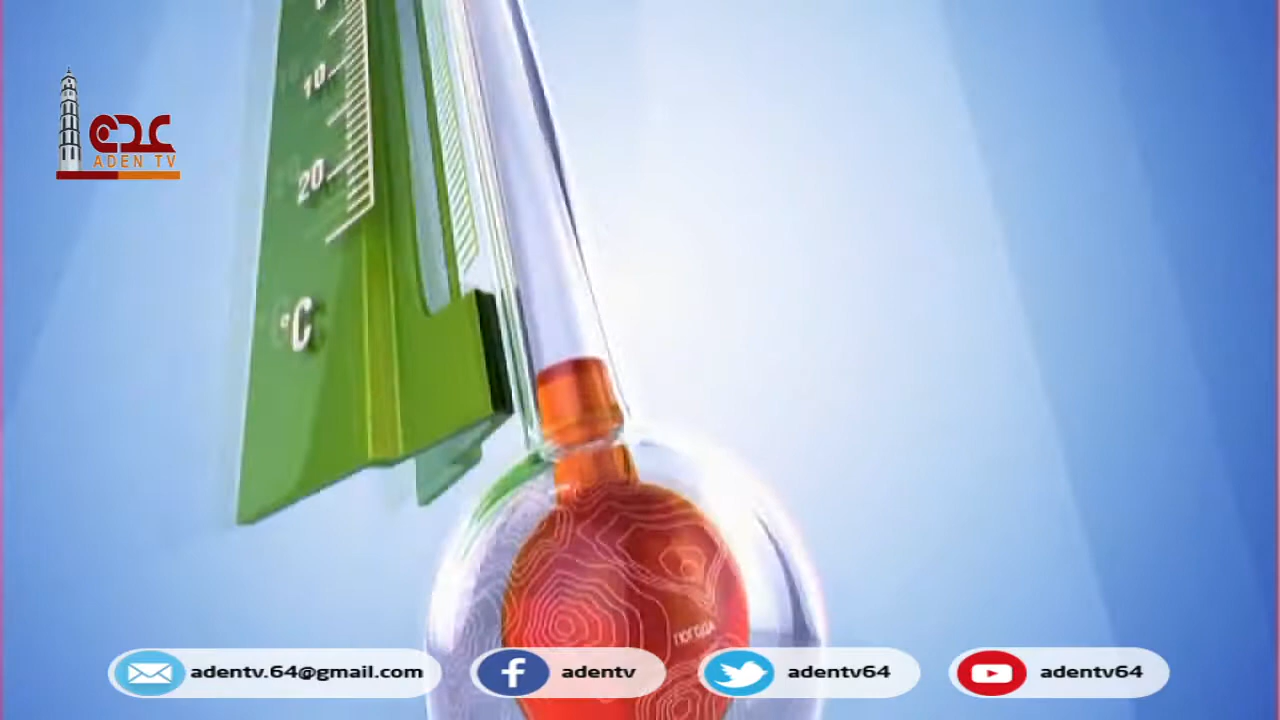 10
20
°C
عدن
ADEN TV
ПОГОДА
adentv.64@gmail.com
adentv
adentv64
adentv64